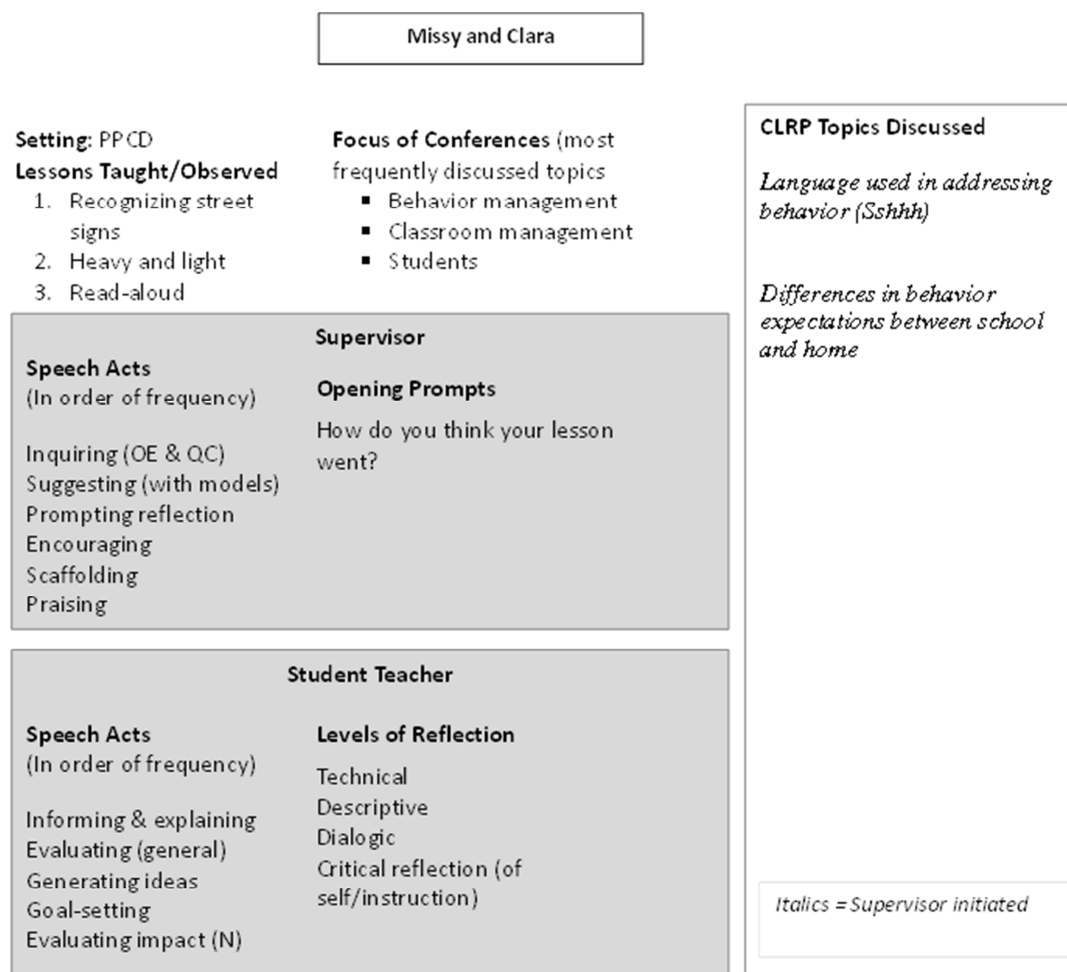 Missy and Clara
Setting: PPCD
Lessons Taught/Observed
1. Recognizing street
signs
2. Heavy and light
3. Read-aloud
Focus of Conferences (most
frequently discussed topics
▪ Behavior management
▪ Classroom management
▪ Students
Supervisor
Speech Acts
(In order of frequency)
Inquiring (OE & QC)
Suggesting (with models)
Prompting reflection
Encouraging
Scaffolding
Praising
Opening Prompts
How do you think your lesson
went?
Student Teacher
Speech Acts
(In order of frequency)
Informing & explaining
Evaluating (general)
Generating ideas
Goal-setting
Evaluating impact (N)
Levels of Reflection
Technical
Descriptive
Dialogic
Critical reflection (of
self/instruction)
CLRP Topics Discussed
Language used in addressing
behavior (Sshhh)
Differences in behavior
expectations between school
and home
Italics = Supervisor initiated